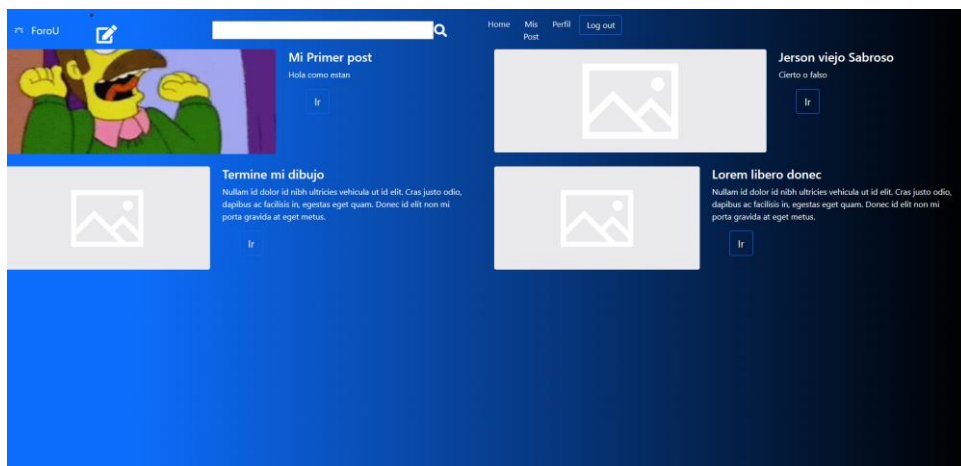 ForoU
Home
Mis
Post
Perfil
Log out
Mi Primer post
Hola como estan
Ir
Jerson viejo Sabroso
Cierto o falso
Ir
Termine mi dibujo
Nullam id dolor id nibh ultricies vehicula ut id elit. Cras justo odio,
dapibus ac facilisis in, egestas eget quam. Donec id elit non mi
porta gravida at eget metus.
Ir
Lorem libero donec
Nullam id dolor id nibh ultricies vehicula ut id elit. Cras justo odio,
dapibus ac facilisis in, egestas eget quam. Donec id elit non mi
porta gravida at eget metus.
Ir